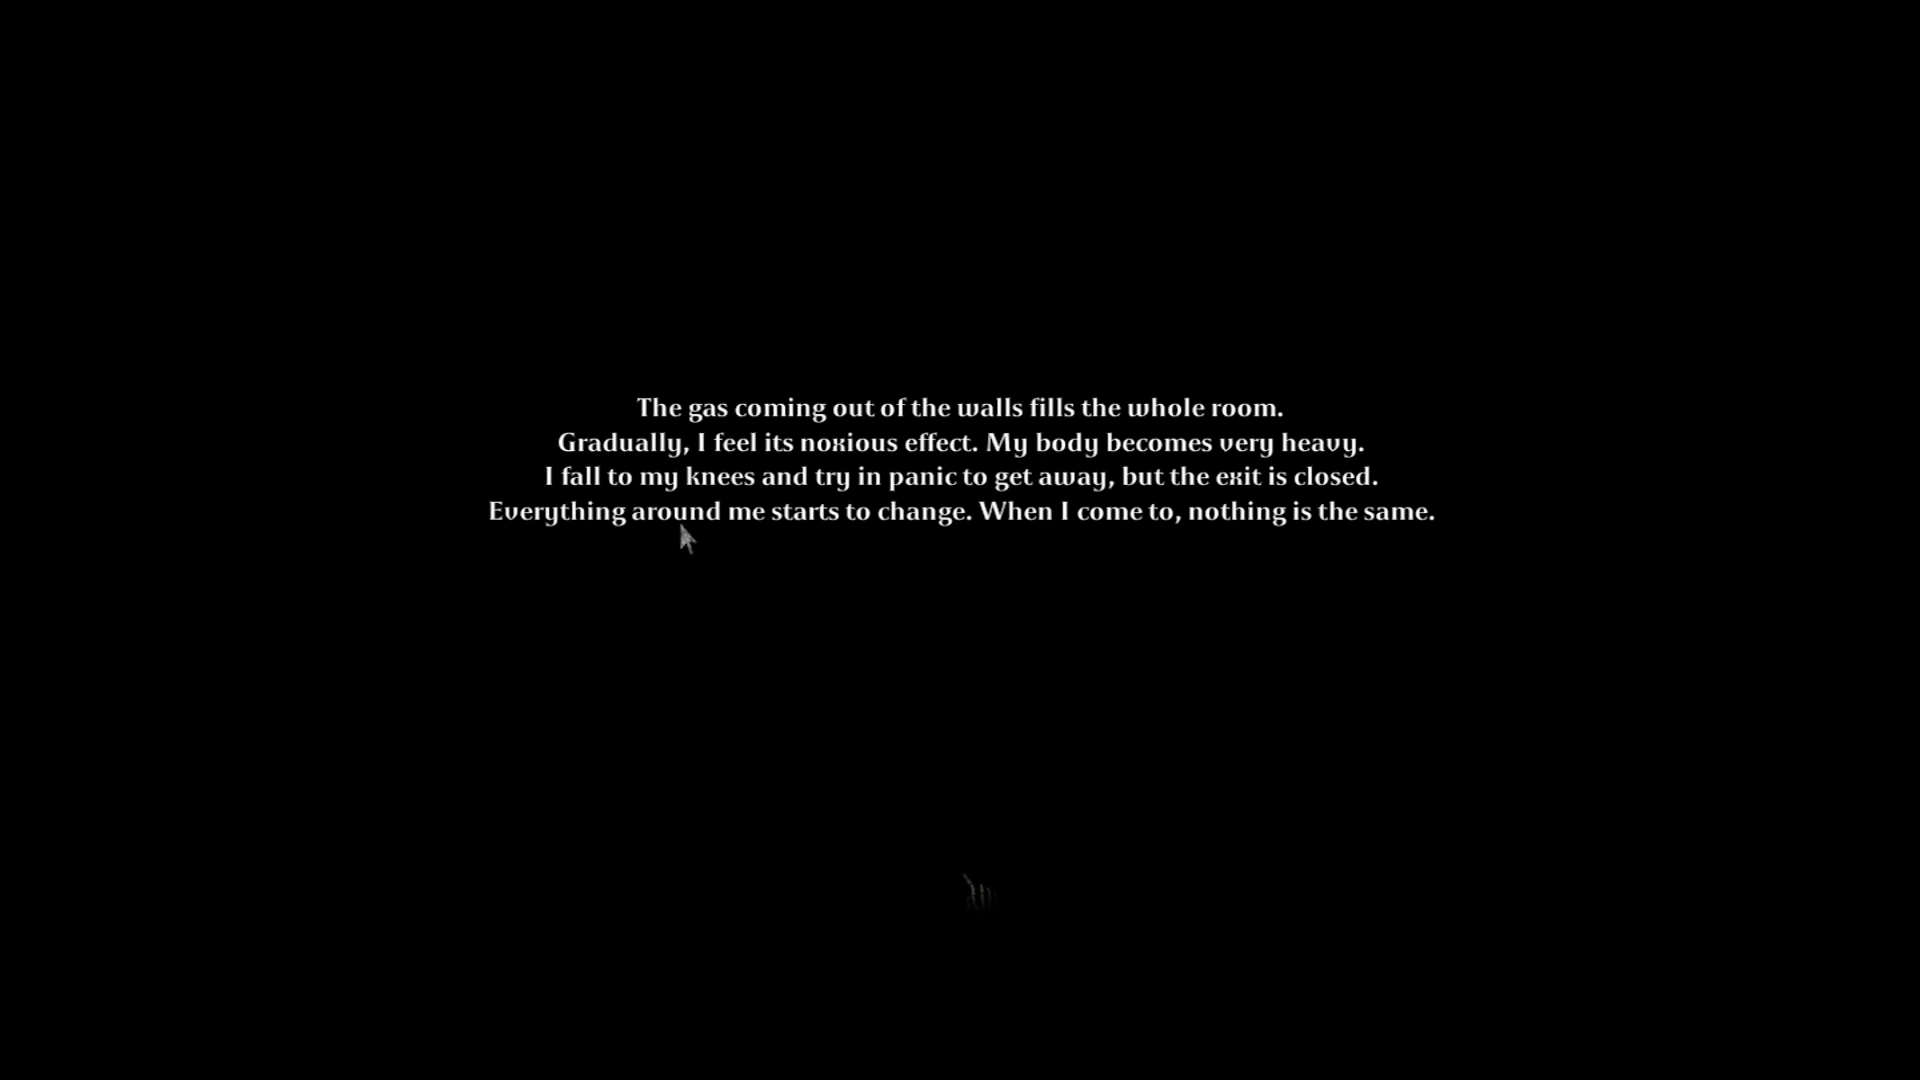 The gas coming out of the walls fills the whole room.
Gradually, I feel its noxious effect. My body becomes very heavy.
I fall to my knees and try in panic to get away, but the exit is closed.
Everything around me starts to change. When I come to, nothing is the same.